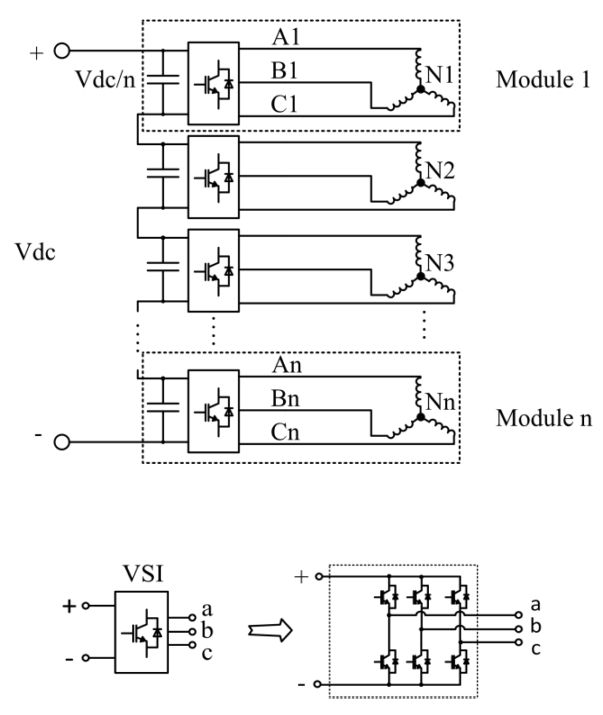 A1
+
Vdc/n
B1
N1
Module 1
C1
N2
Vdc
N3
An
Bn
Nn
Module n
-
Cn
VSI
+
+
a
a
b
b
-
c
c
-